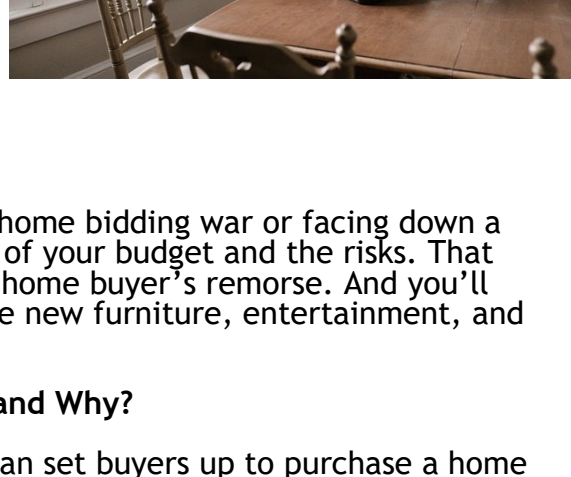 home bidding war or facing down a
of your budget and the risks. That
home buyer’s remorse. And you’ll
new furniture, entertainment, and
and Why?
an set buyers up to purchase a home